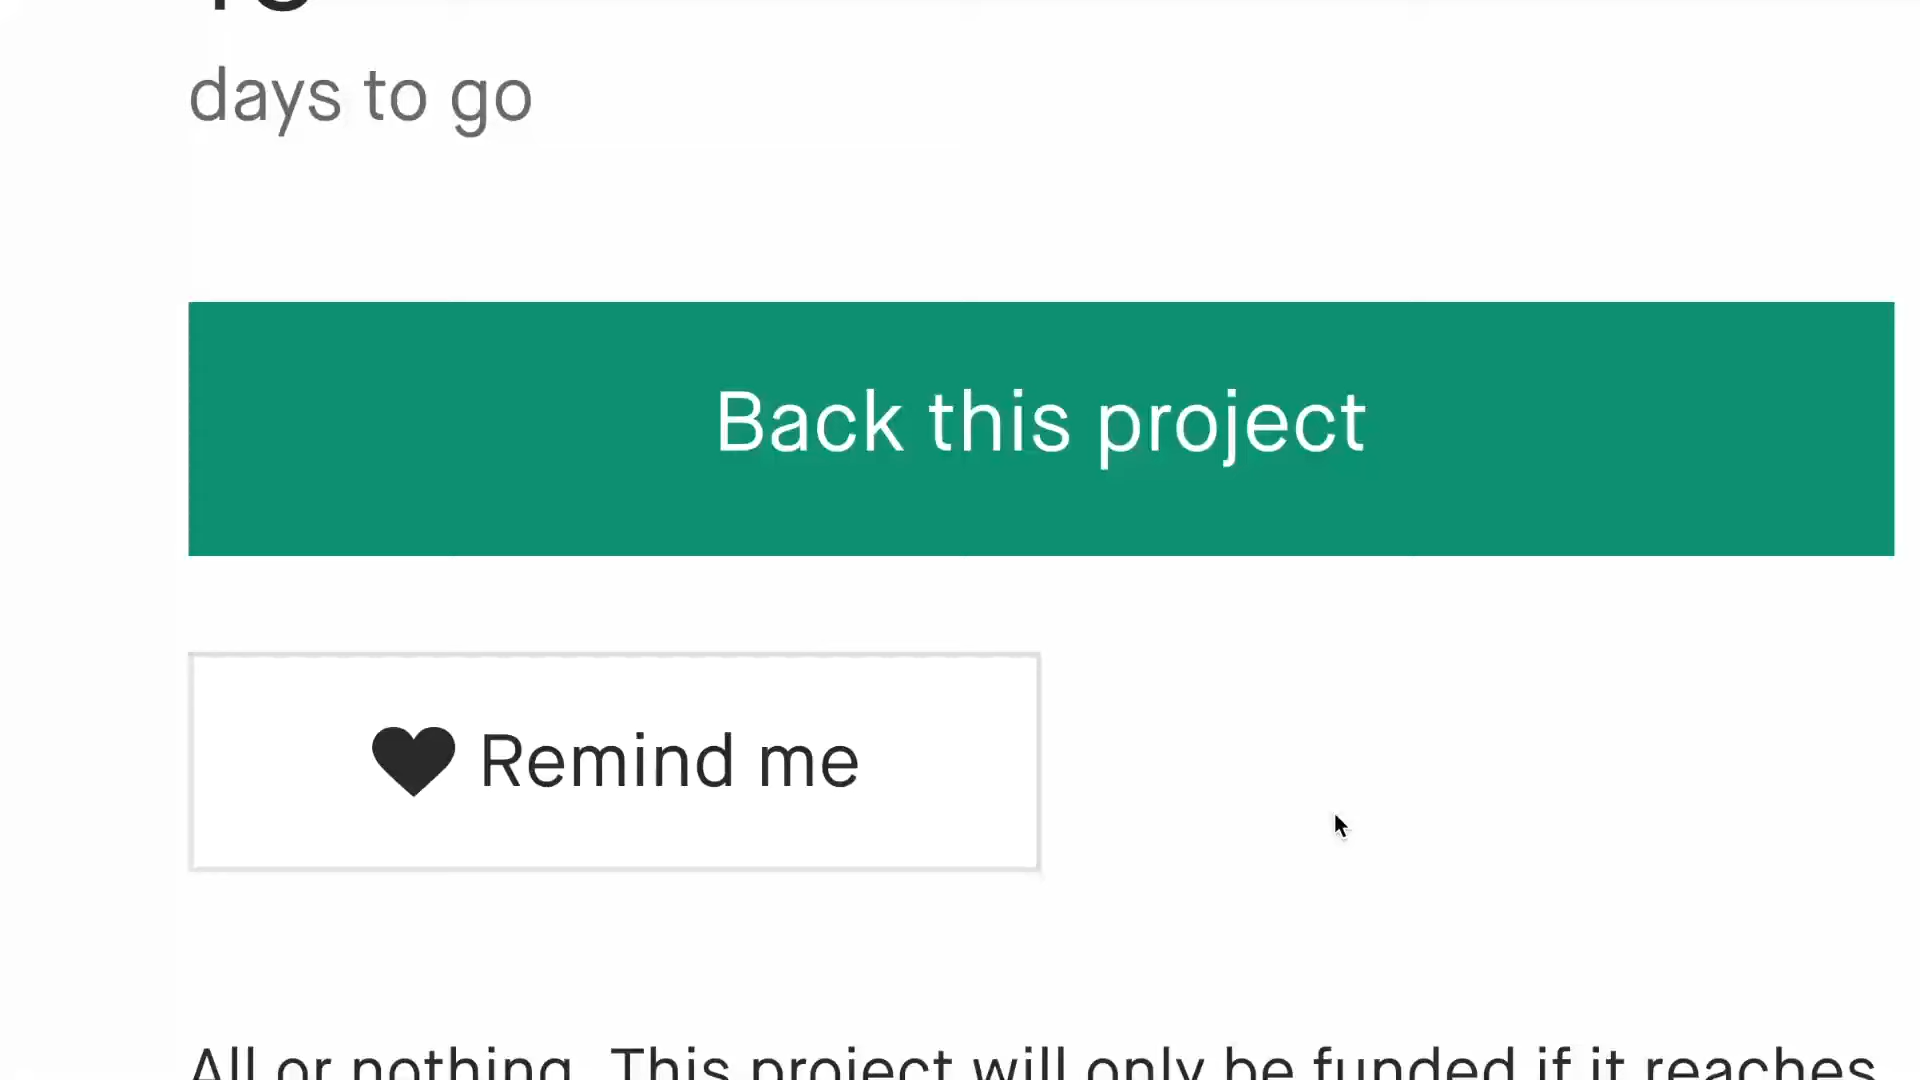 days to go
Back this project
Remind me
All or nothing. This project will only be funded if it reaches